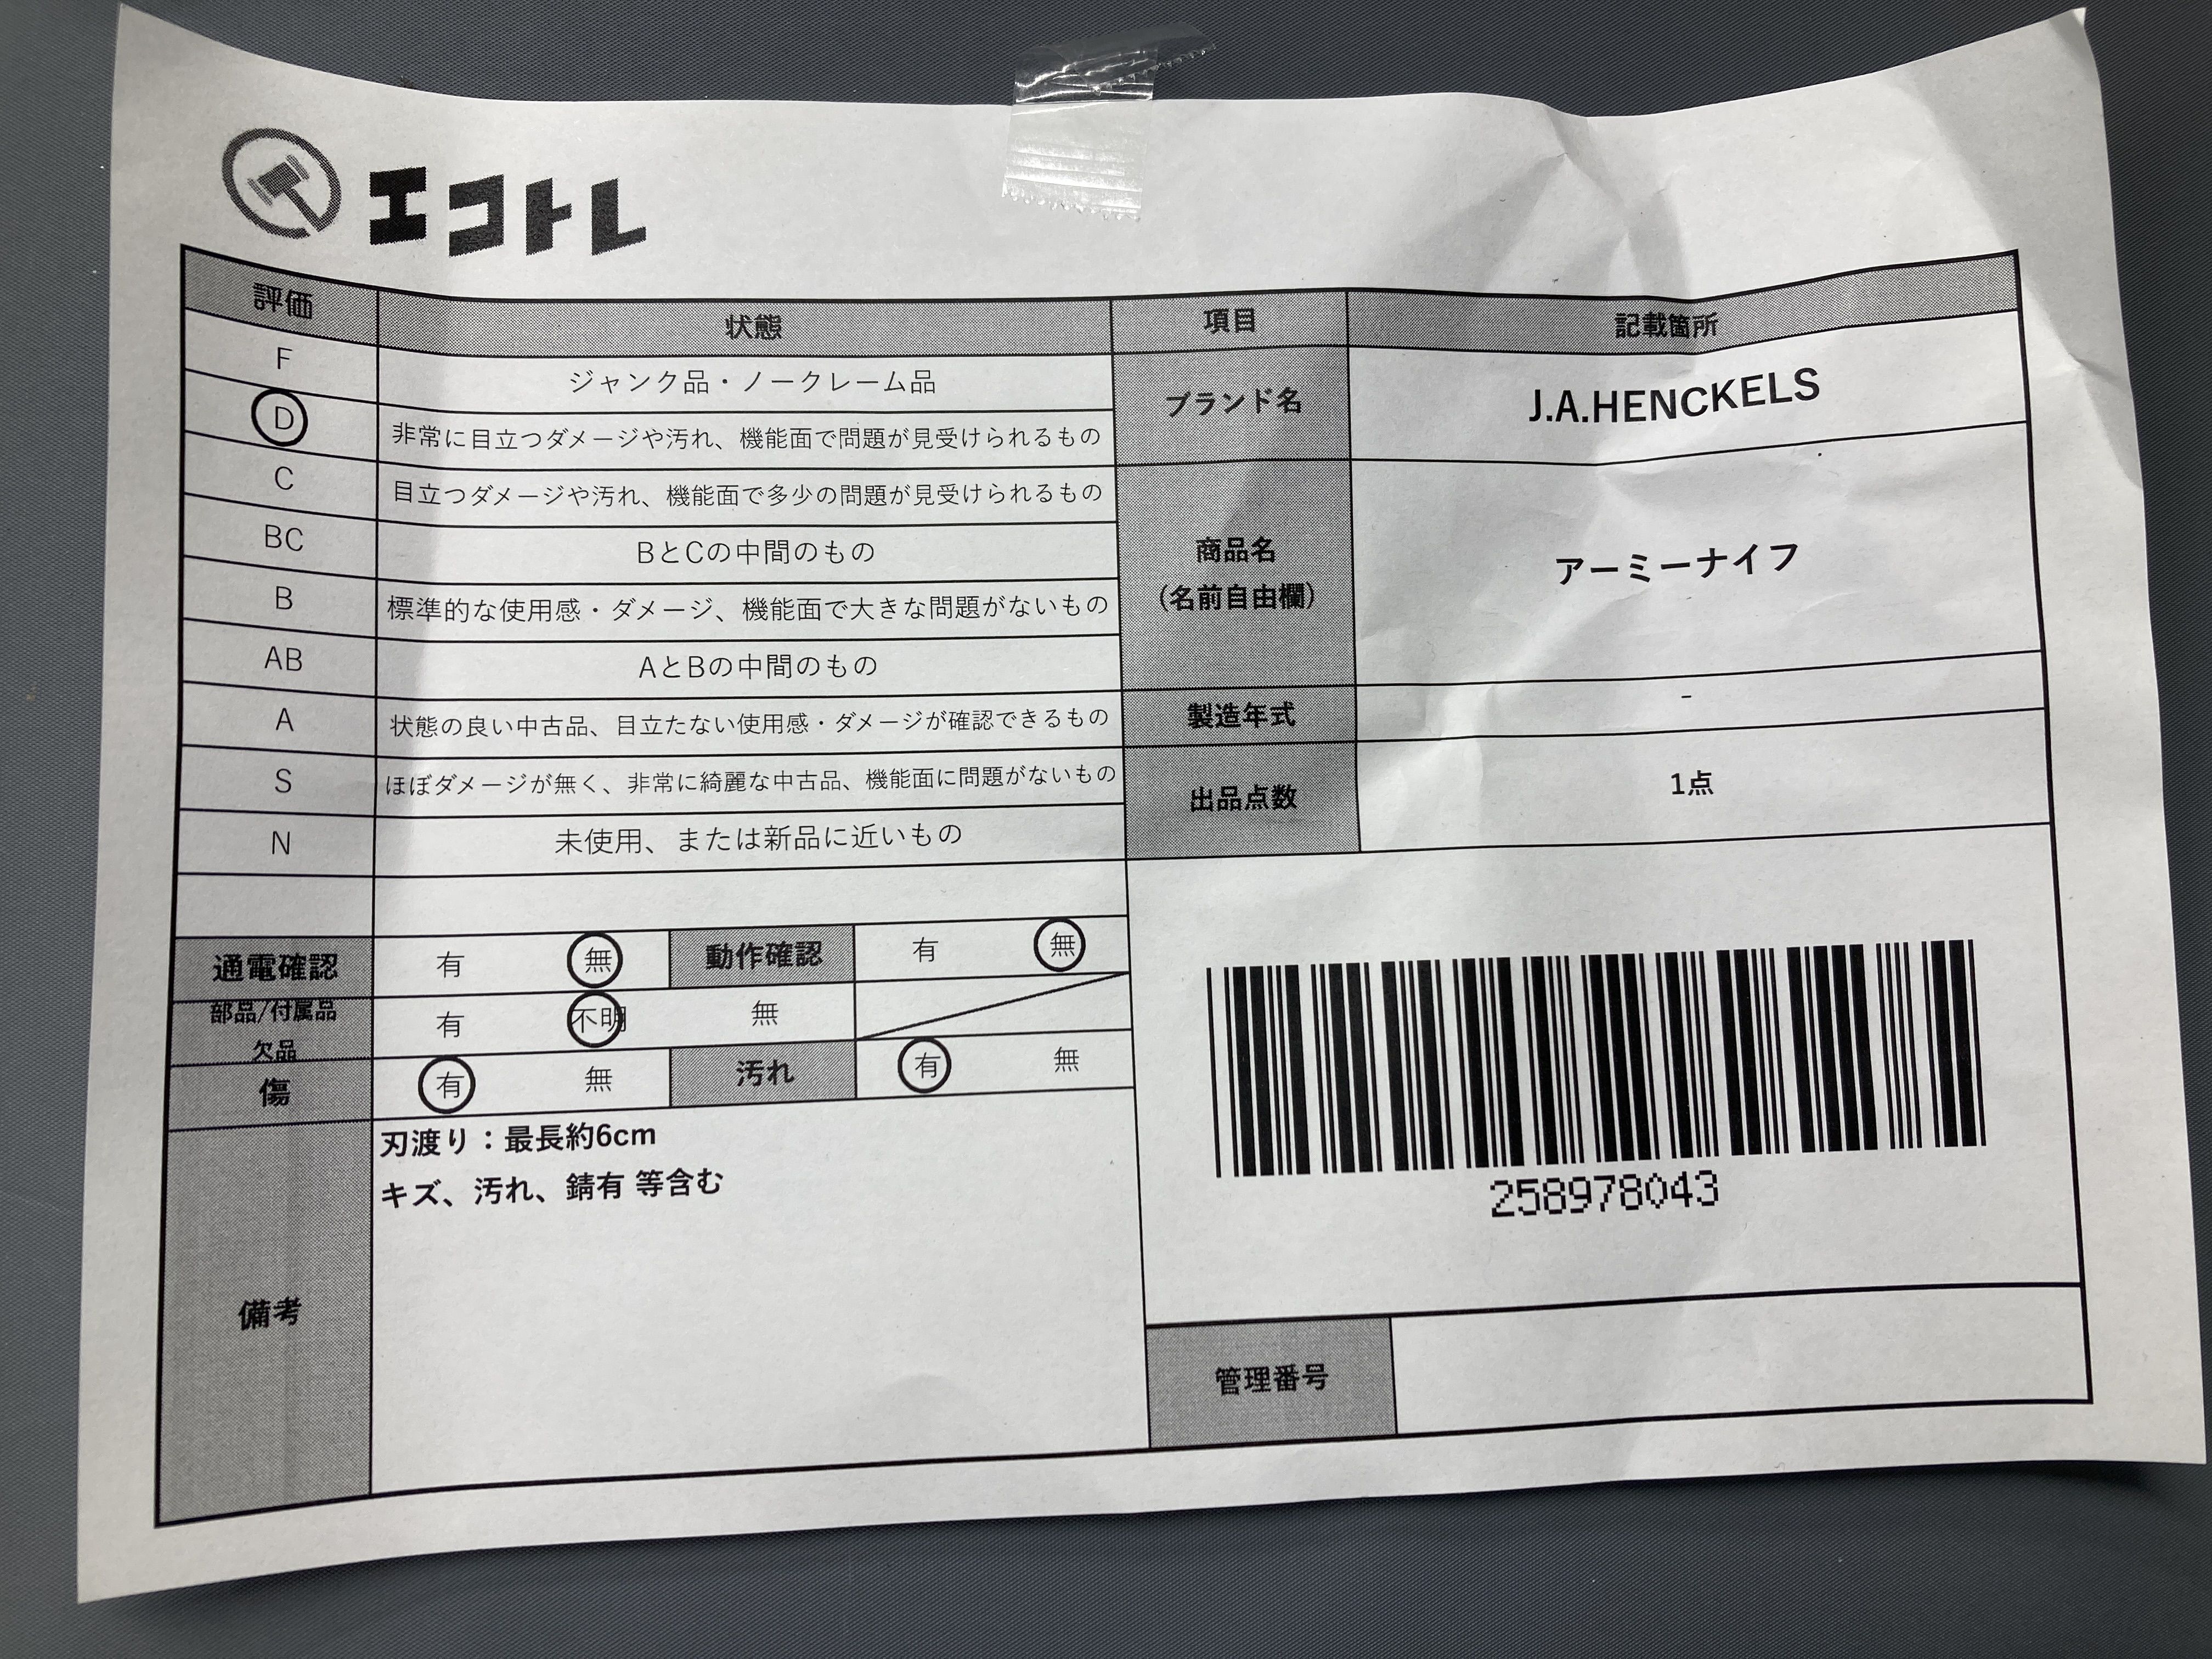 エコトレ
評価 状態
F ジャンク品・ノークレーム品
D 非常に目立つダメージや汚れ、機能面で問題が見受けられるもの
C 目立つダメージや汚れ、機能面で多少の問題が見受けられるもの
BC BとCの中間のもの
B 標準的な使用感・ダメージ、機能面で大きな問題がないもの
AB AとBの中間のもの
A 状態の良い中古品、目立たない使用感・ダメージが確認できるもの
S ほぼダメージが無く、非常に綺麗な中古品、機能面に問題がないもの
N 未使用、または新品に近いもの
通電確認 有 無 動作確認 有 無
部品/付属品
欠品 有 不明 無
傷 有 無 汚れ 有 無
備考
刃渡り：最長約6cm
キズ、汚れ、錆有 等含む
項目 記載箇所
ブランド名 J.A.HENCKELS
商品名
（名前自由欄）
アーミーナイフ
製造年式 -
出品点数 1点
258978043
管理番号